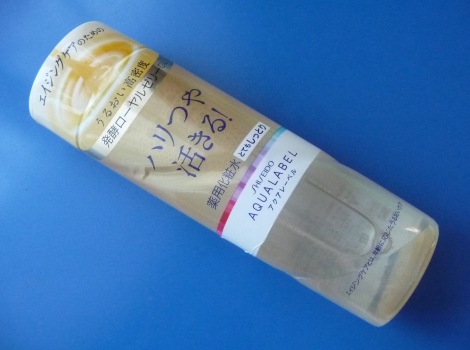 エイジングケアのための
うるおい高密度
発酵ローヤルゼリー
ハリつや
活きる!
薬用化粧水 とてもしっとり
SHISEIDO
AQUALABEL
アクアレーベル